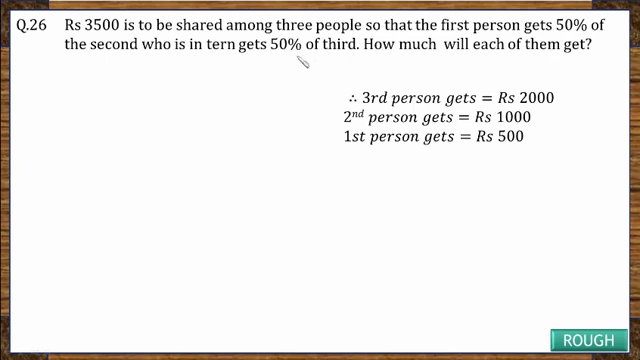 Q.26 Rs 3500 is to be shared among three people so that the first person gets 50% of
the second who is in tern gets 50% of third. How much will each of them get?
∴ 3rd person gets = Rs 2000
2nd person gets = Rs 1000
1st person gets = Rs 500
ROUGH